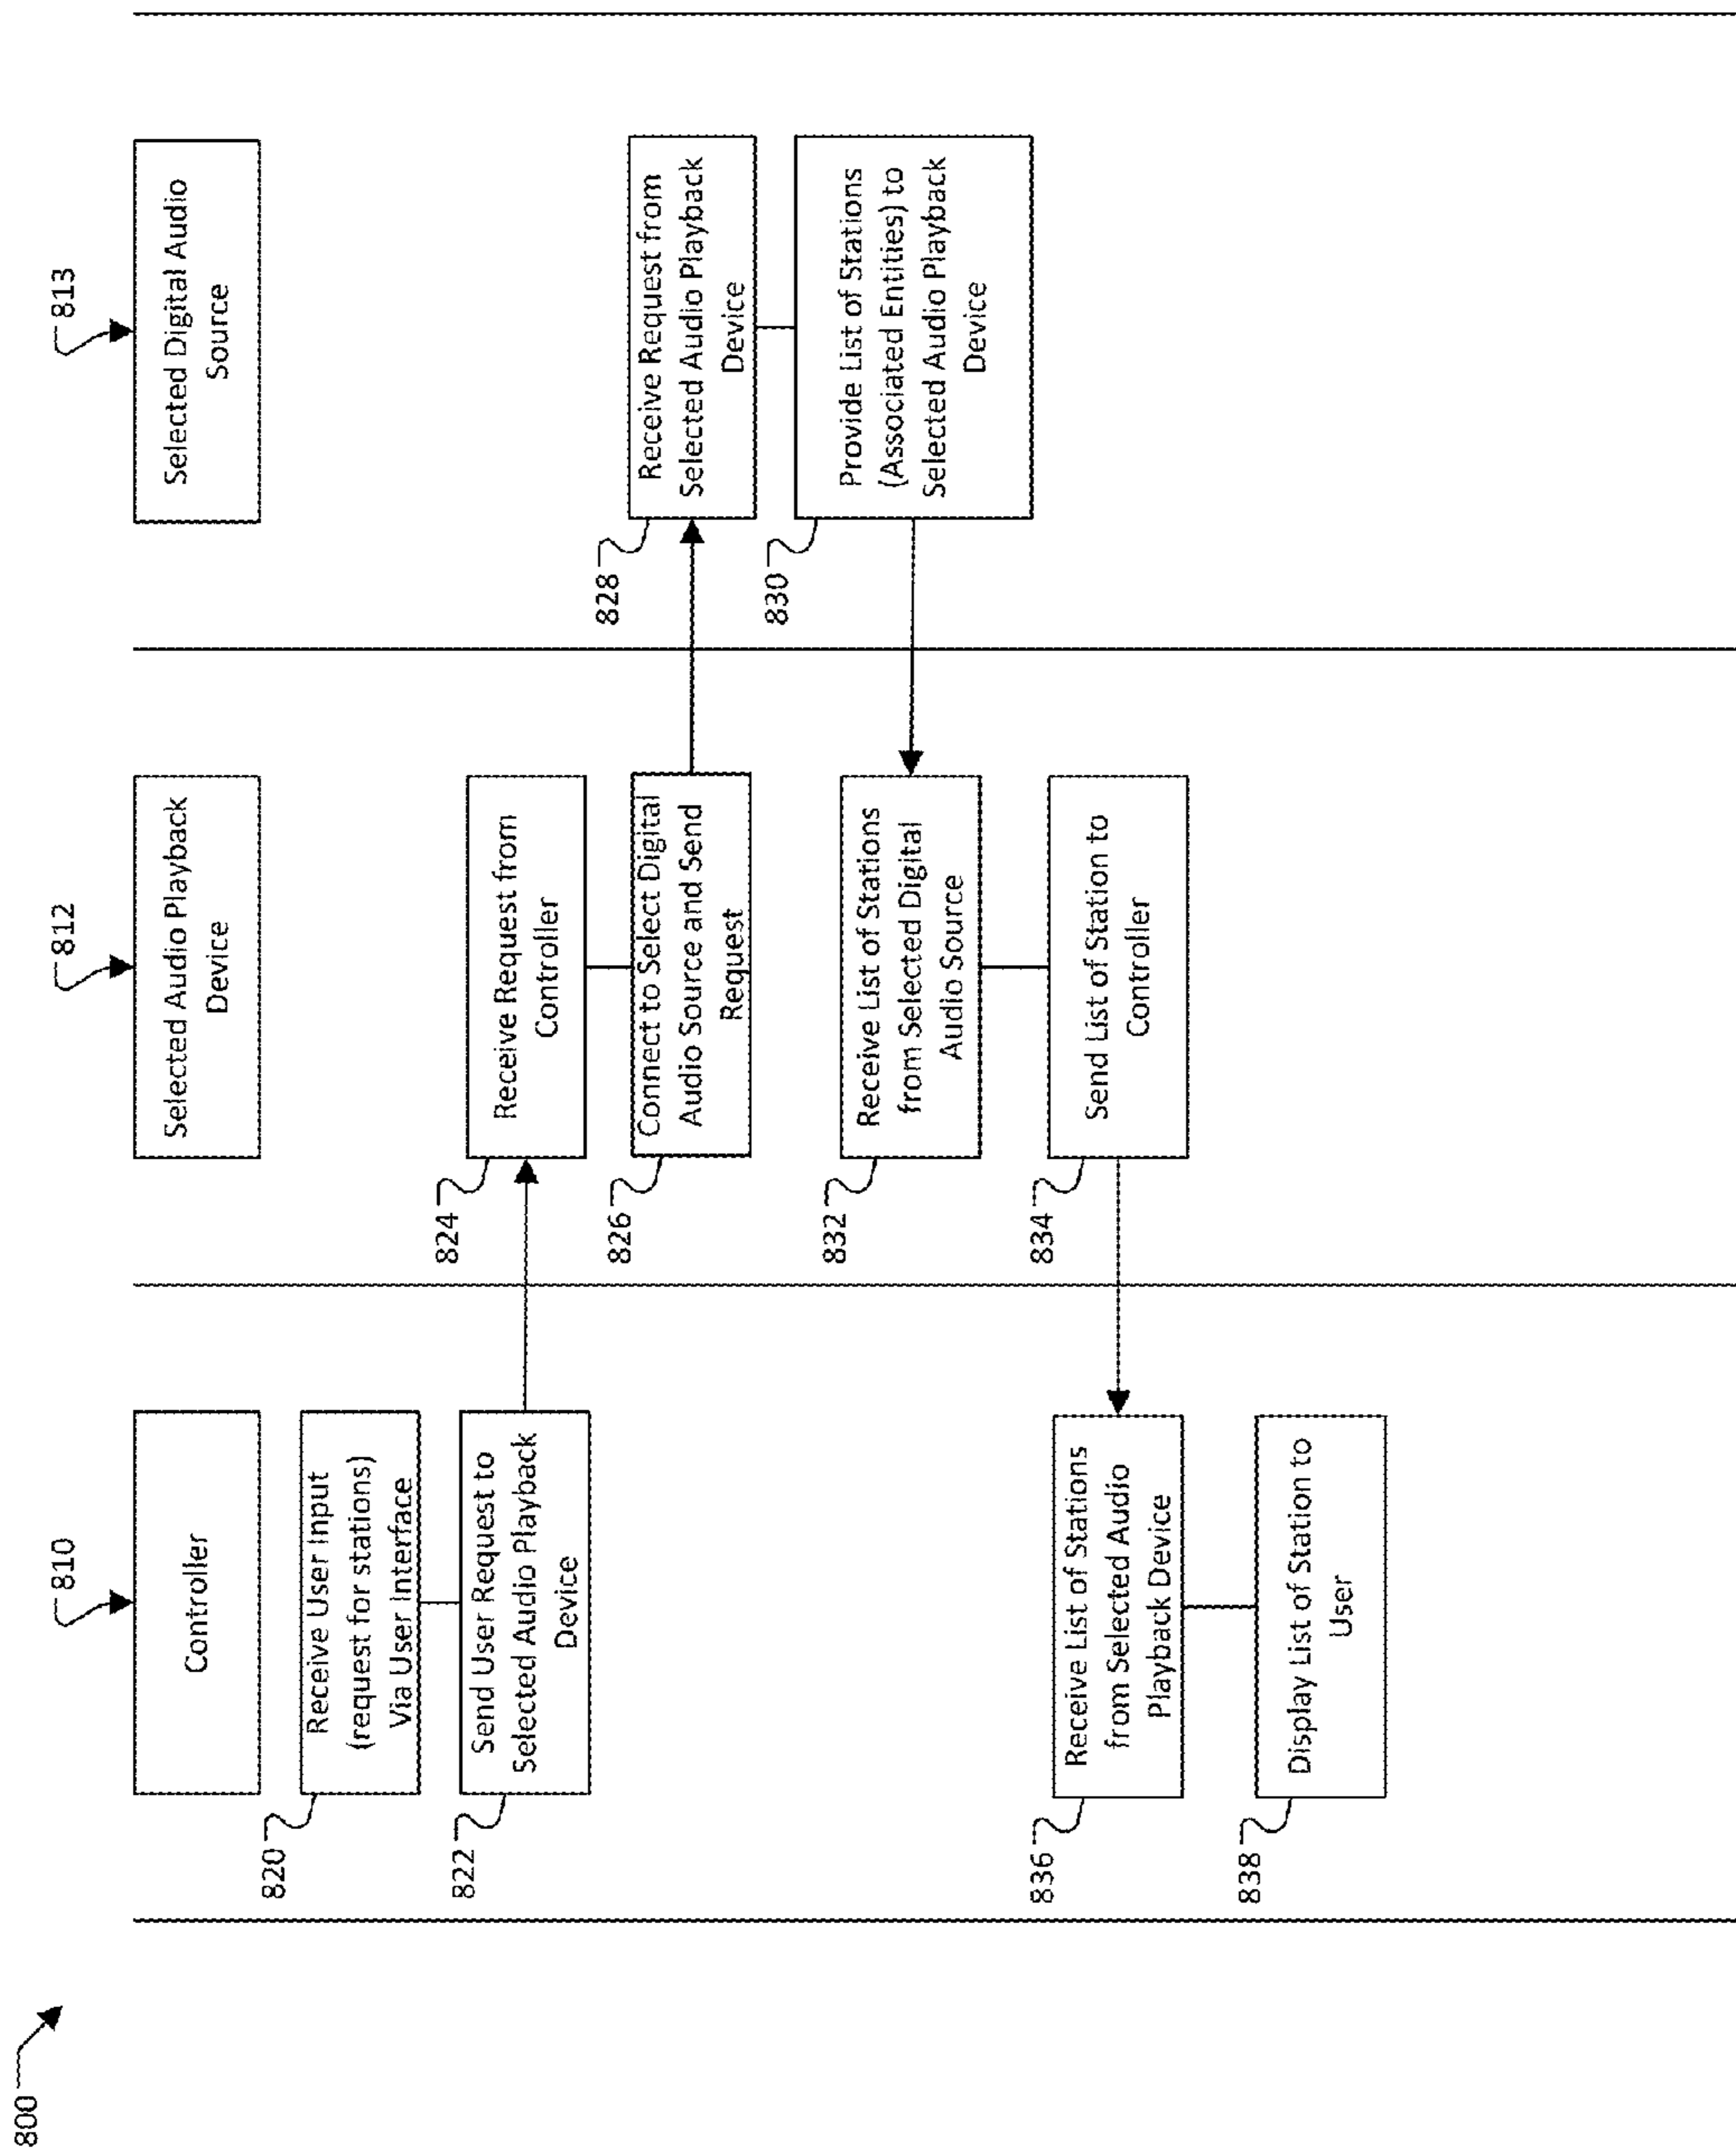 800
810
Controller
812
Selected Audio Playback
Device
813
Selected Digital Audio
Source
820
Receive User Input
(request for stations)
Via User Interface
822
Send User Request to
Selected Audio Playback
Device
824
Receive Request from
Controller
826
Connect to Select Digital
Audio Source and Send
Request
828
Receive Request from
Selected Audio Playback
Device
830
Provide List of Stations
(Associated Entities) to
Selected Audio Playback
Device
832
Receive List of Stations
from Selected Digital
Audio Source
834
Send List of Station to
Controller
836
Receive List of Stations
from Selected Audio
Playback Device
838
Display List of Station to
User